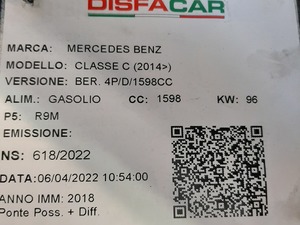 DISFACAR
MARCA: MERCEDES BENZ
MODELLO: CLASSE C (2014>)
VERSIONE: BER. 4P/D/1598CC
ALIM.: GASOLIO CC: 1598 KW: 96
P5: R9M
EMISSIONE:
NS: 618/2022
DATA:06/04/2022 10:54:00
ANNO IMM: 2018
Ponte Poss. + Diff.